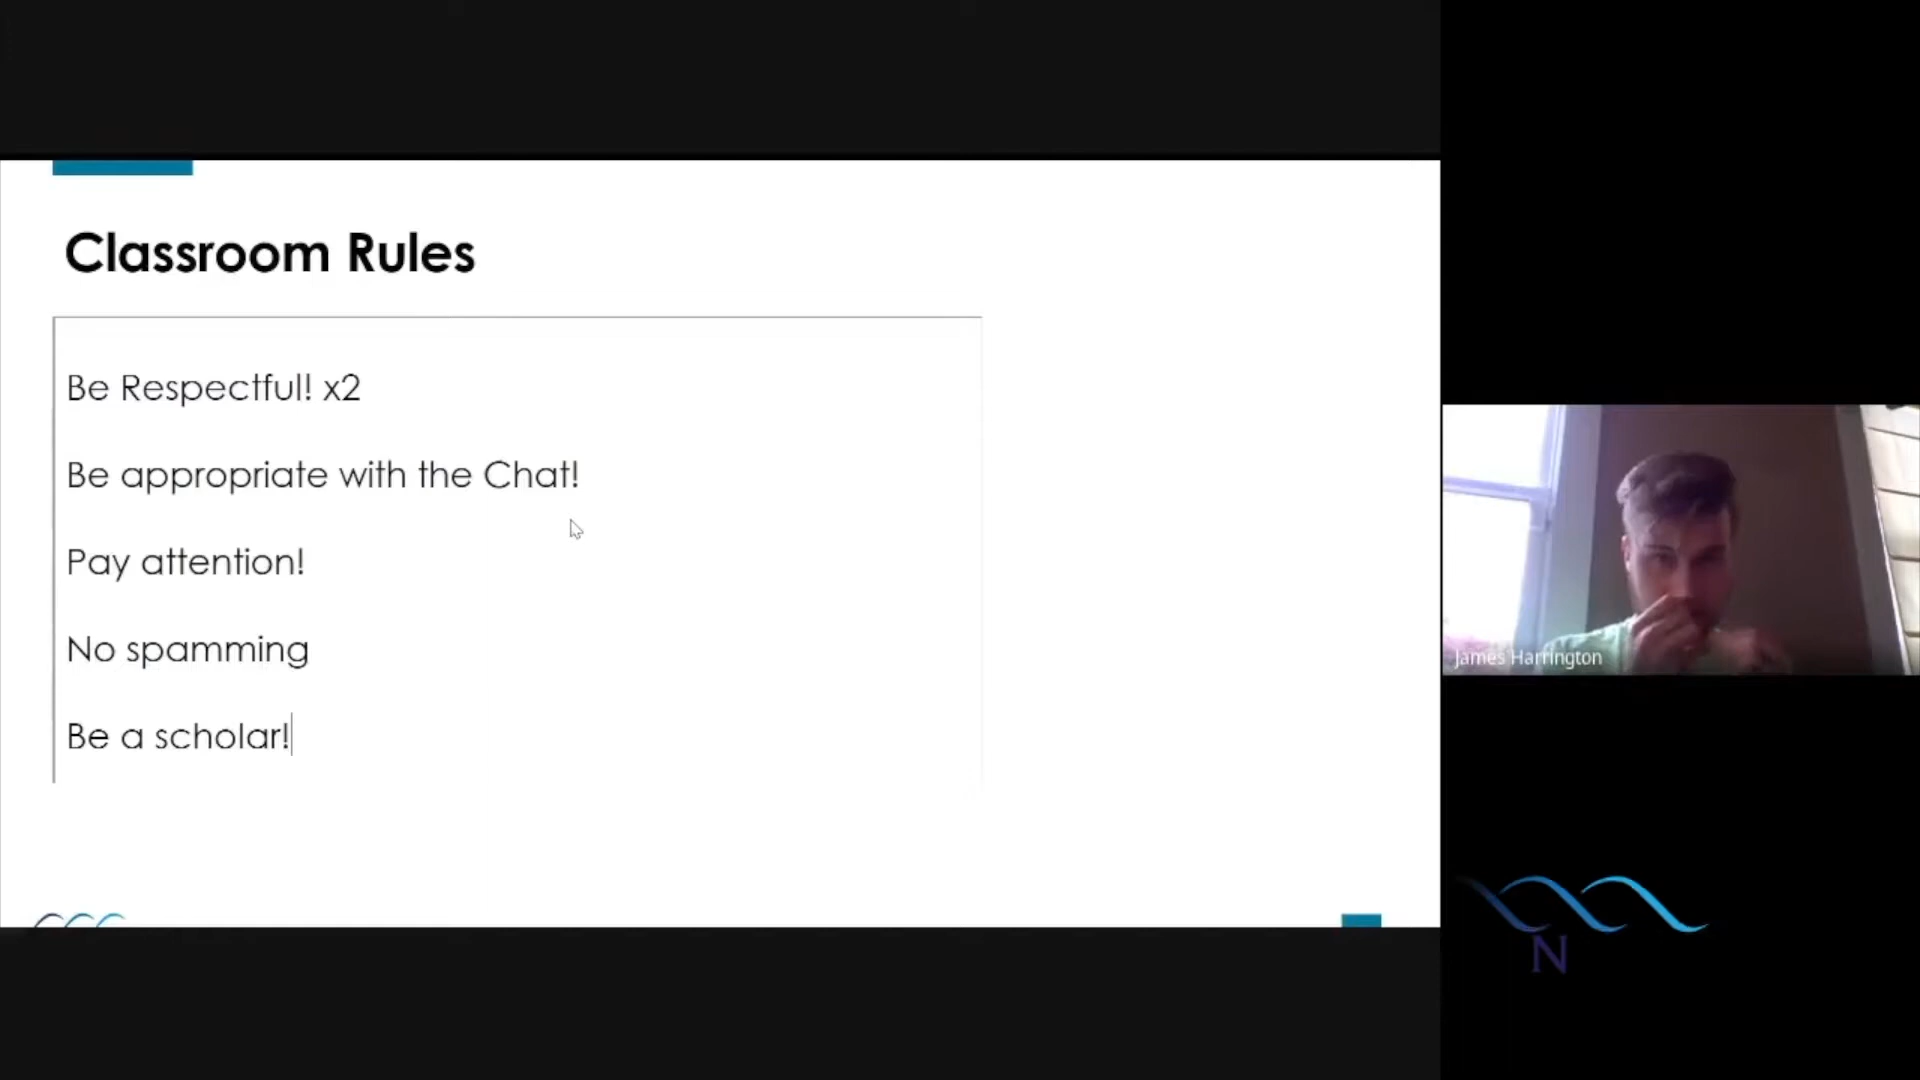 Classroom Rules
Be Respectful! x2
Be appropriate with the Chat!
Pay attention!
No spamming
Be a scholar!
James Harrington
N